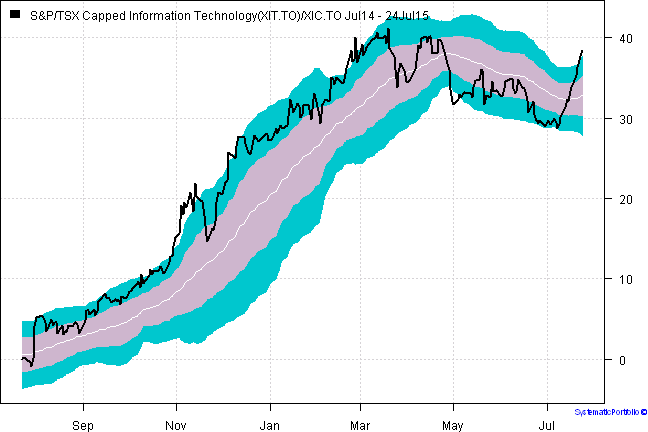 S&P/TSX Capped Information Technology(XIT.TO)/XIC.TO Jul14 - 24Jul15
40
30
20
10
0
Sep Nov Jan Mar May Jul
SystematicPortfolio ©